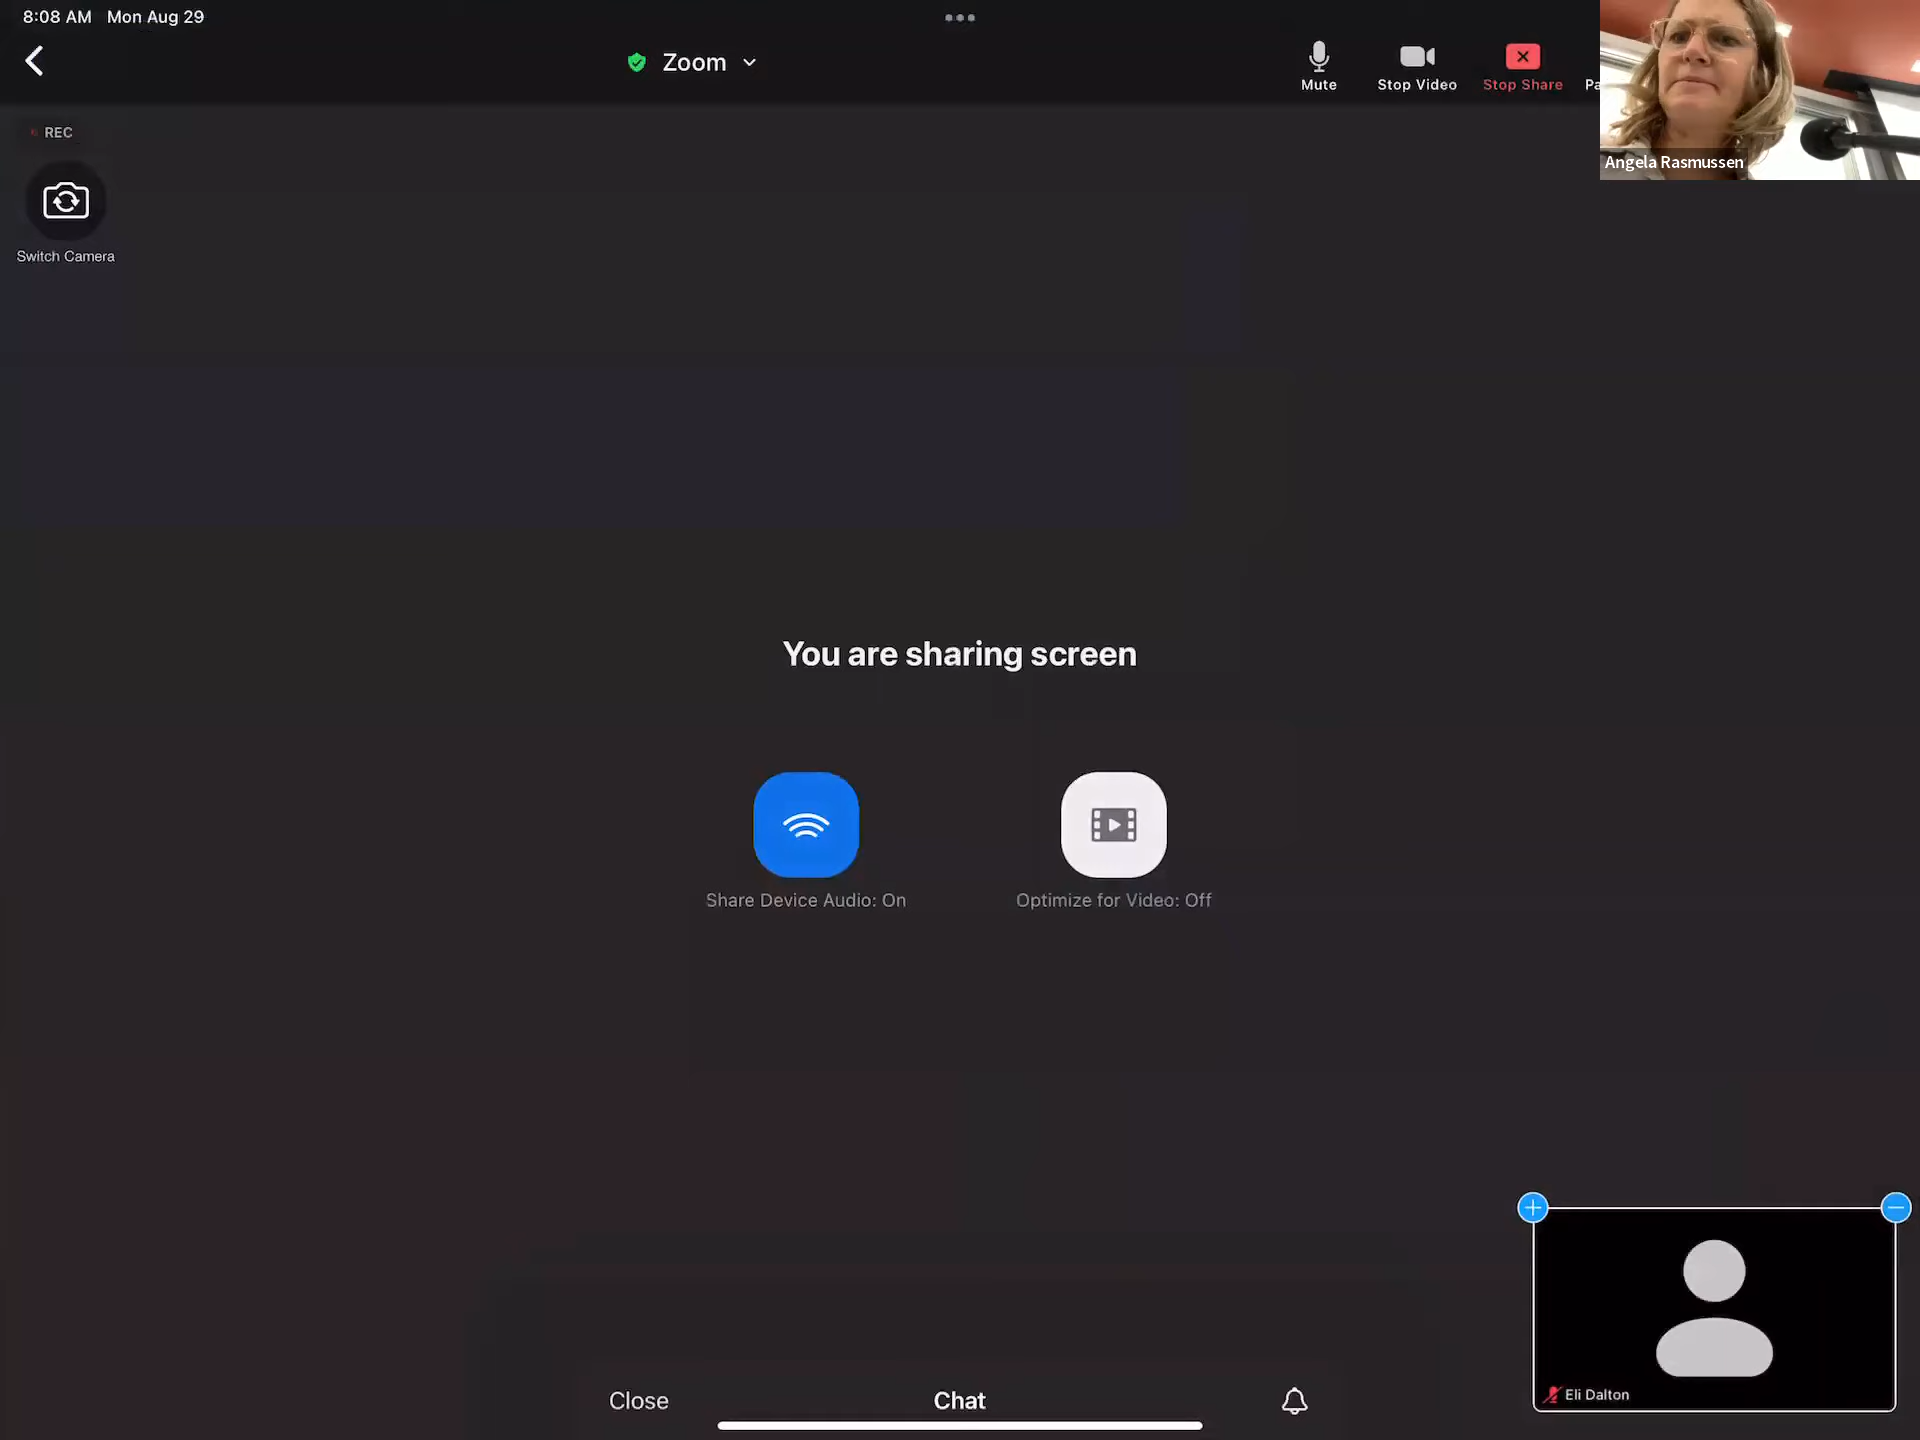 8:08 AM Mon Aug 29
Zoom
Mute
Stop Video
Stop Share
Pa
Angela Rasmussen
REC
Switch Camera
You are sharing screen
Share Device Audio: On
Optimize for Video: Off
Close
Chat
Eli Dalton